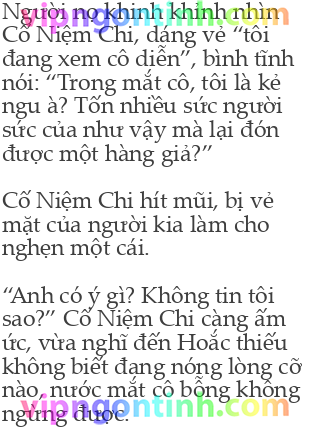 Người nọ khinh khỉnh nhìn
Cố Niệm Chi, dáng vẻ “tôi
đang xem cô diễn”, bình tĩnh
nói: “Trong mắt cô, tôi là kẻ
ngu à? Tốn nhiều sức người
sức của như vậy mà lại đón
được một hàng giả?”
Cố Niệm Chi hít mũi, bị vẻ
mặt của người kia làm cho
nghẹn một cái.
“Anh có ý gì? Không tin tôi
sao?” Cố Niệm Chi càng ấm
ức, vừa nghĩ đến Hoắc thiếu
không biết đang nóng lòng cỡ
nào, nước mắt cô bỗng không
ngừng được.
vipngontinh.com
vipngontinh.com